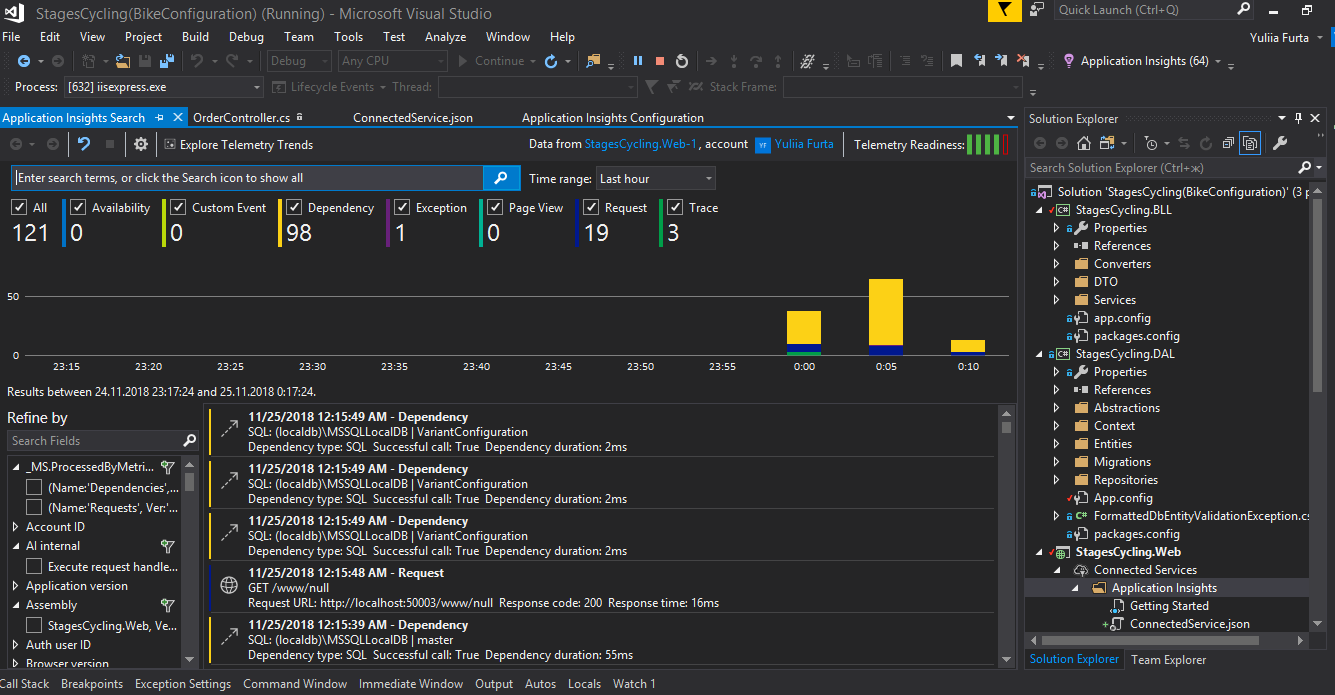 StagesCycling(BikeConfiguration) (Running) - Microsoft Visual Studio
Quick Launch (Ctrl+Q)
File Edit View Project Build Debug Team Tools Test Analyze Window Help
Yuliia Furta
Debug Any CPU Continue Application Insights (64)
Process: [632] iisexpress.exe Lifecycle Events Thread: Stack Frame:
Application Insights Search OrderController.cs ConnectedService.json Application Insights Configuration
Explore Telemetry Trends Data from StagesCycling.Web-1, account YF Yuliia Furta Telemetry Readiness:
Enter search terms, or click the Search icon to show all Time range: Last hour
All Availability Custom Event Dependency Exception Page View Request Trace
121 0 0 98 1 0 19 3
50
0
23:15 23:20 23:25 23:30 23:35 23:40 23:45 23:50 23:55 0:00 0:05 0:10
Results between 24.11.2018 23:17:24 and 25.11.2018 0:17:24.
Refine by
Search Fields
_MS.ProcessedByMetri...
(Name:'Dependencies',...
(Name:'Requests', Ver:'...
Account ID
AI internal
Execute request handle...
Application version
Assembly
StagesCycling.Web, Ve...
Auth user ID
Browser version
11/25/2018 12:15:49 AM - Dependency
SQL: (localdb)\MSSQLLocalDB | VariantConfiguration
Dependency type: SQL Successful call: True Dependency duration: 2ms
11/25/2018 12:15:49 AM - Dependency
SQL: (localdb)\MSSQLLocalDB | VariantConfiguration
Dependency type: SQL Successful call: True Dependency duration: 2ms
11/25/2018 12:15:49 AM - Dependency
SQL: (localdb)\MSSQLLocalDB | VariantConfiguration
Dependency type: SQL Successful call: True Dependency duration: 2ms
11/25/2018 12:15:48 AM - Request
GET /www/null
Request URL: http://localhost:50003/www/null Response code: 200 Response time: 16ms
11/25/2018 12:15:39 AM - Dependency
SQL: (localdb)\MSSQLLocalDB | master
Dependency type: SQL Successful call: True Dependency duration: 55ms
Solution Explorer
Search Solution Explorer (Ctrl+ж)
Solution 'StagesCycling(BikeConfiguration)' (3 p
C# StagesCycling.BLL
Properties
References
Converters
DTO
Services
app.config
packages.config
C# StagesCycling.DAL
Properties
References
Abstractions
Context
Entities
Migrations
Repositories
App.config
C# FormattedDbEntityValidationException.cs
packages.config
StagesCycling.Web
Connected Services
Application Insights
Getting Started
ConnectedService.json
Solution Explorer Team Explorer
Call Stack Breakpoints Exception Settings Command Window Immediate Window Output Autos Locals Watch 1